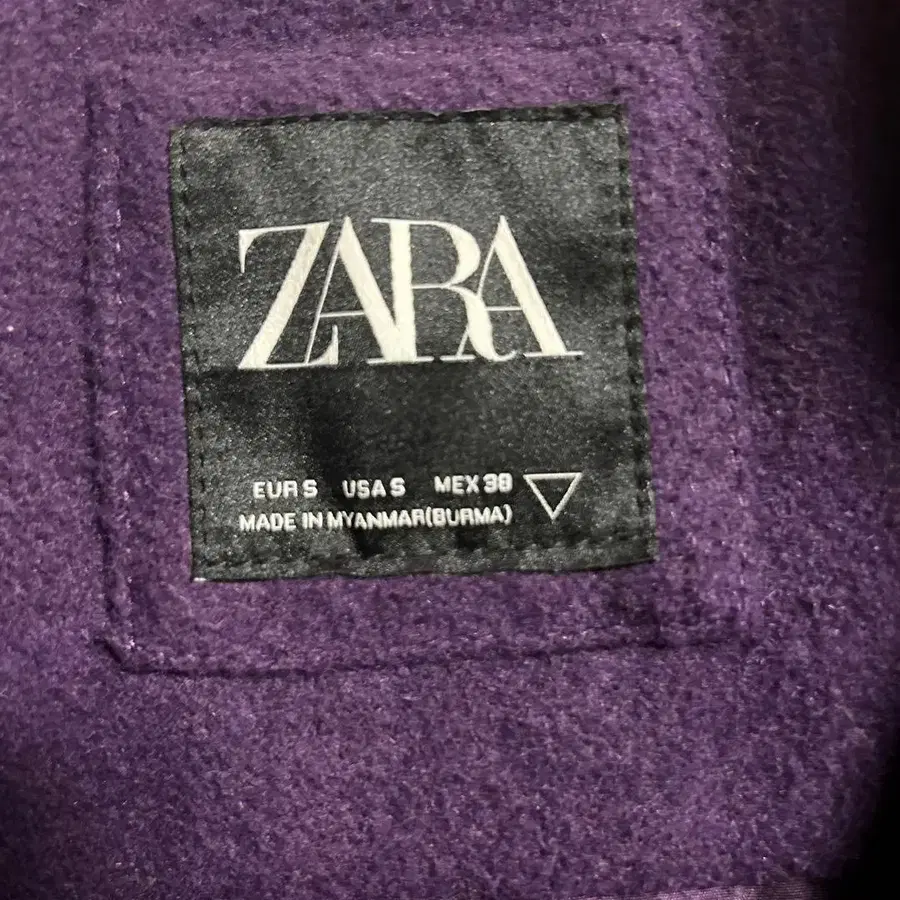 ZARA
EUR S USA S MEX 38
MADE IN MYANMAR(BURMA)